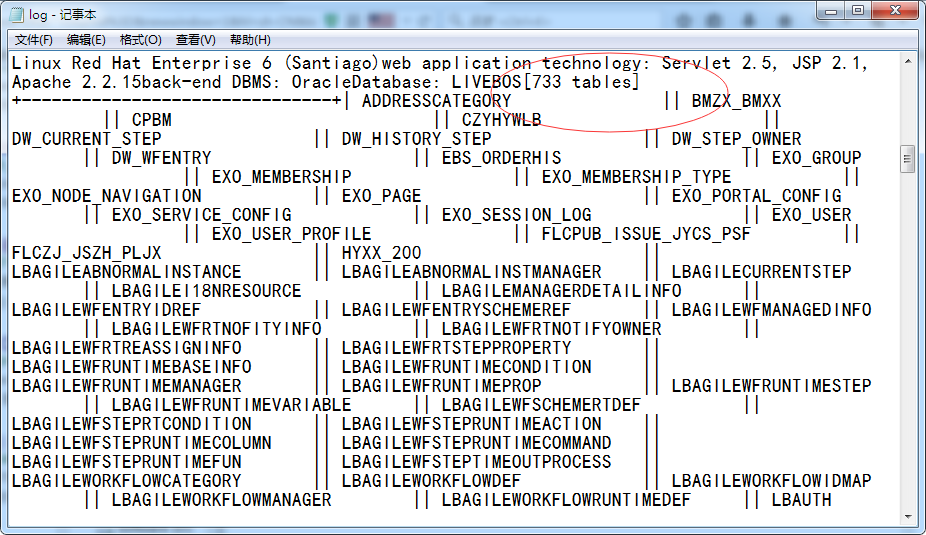 log - 记事本
文件(F) 编辑(E) 格式(O) 查看(V) 帮助(H)
Linux Red Hat Enterprise 6 (Santiago)web application technology: Servlet 2.5, JSP 2.1,
Apache 2.2.15back-end DBMS: OracleDatabase: LIVEBOS[733 tables]
+--------------------------------+| ADDRESSCATEGORY || BMZX_BMXX
|| CPBM || CZYHYWLB ||
DW_CURRENT_STEP || DW_HISTORY_STEP || DW_STEP_OWNER
|| DW_WFENTRY || EBS_ORDERHIS || EXO_GROUP
|| EXO_MEMBERSHIP || EXO_MEMBERSHIP_TYPE ||
EXO_NODE_NAVIGATION || EXO_PAGE || EXO_PORTAL_CONFIG
|| EXO_SERVICE_CONFIG || EXO_SESSION_LOG || EXO_USER
|| EXO_USER_PROFILE || FLCPUB_ISSUE_JYCS_PSF ||
FLCZJ_JSZH_PLJX || HYXX_200 ||
LBAGILEABNORMALINSTANCE || LBAGILEABNORMALINSTMANAGER || LBAGILECURRENTSTEP
|| LBAGILEI18NRESOURCE || LBAGILEMANAGERDETAILINFO ||
LBAGILEWFENTRYIDREF || LBAGILEWFENTRYSCHEMEREF || LBAGILEWFMANAGEDINFO
|| LBAGILEWFRTNOFITYINFO || LBAGILEWFRTNOTIFYOWNER ||
LBAGILEWFRTREASSIGNINFO || LBAGILEWFRTSTEPPROPERTY ||
LBAGILEWFRUNTIMEBASEINFO || LBAGILEWFRUNTIMECONDITION ||
LBAGILEWFRUNTIMEMANAGER || LBAGILEWFRUNTIMEPROP || LBAGILEWFRUNTIMESTEP
|| LBAGILEWFRUNTIMEVARIABLE || LBAGILEWFSCHEMERTDEF ||
LBAGILEWFSTEPRTCONDITION || LBAGILEWFSTEPRUNTIMEACTION ||
LBAGILEWFSTEPRUNTIMECOLUMN || LBAGILEWFSTEPRUNTIMECOMMAND ||
LBAGILEWFSTEPRUNTIMEFUN || LBAGILEWFSTEPTIMEOUTPROCESS ||
LBAGILEWORKFLOWCATEGORY || LBAGILEWORKFLOWDEF || LBAGILEWORKFLOWIDMAP
|| LBAGILEWORKFLOWMANAGER || LBAGILEWORKFLOWRUNTIMEDEF || LBAUTH